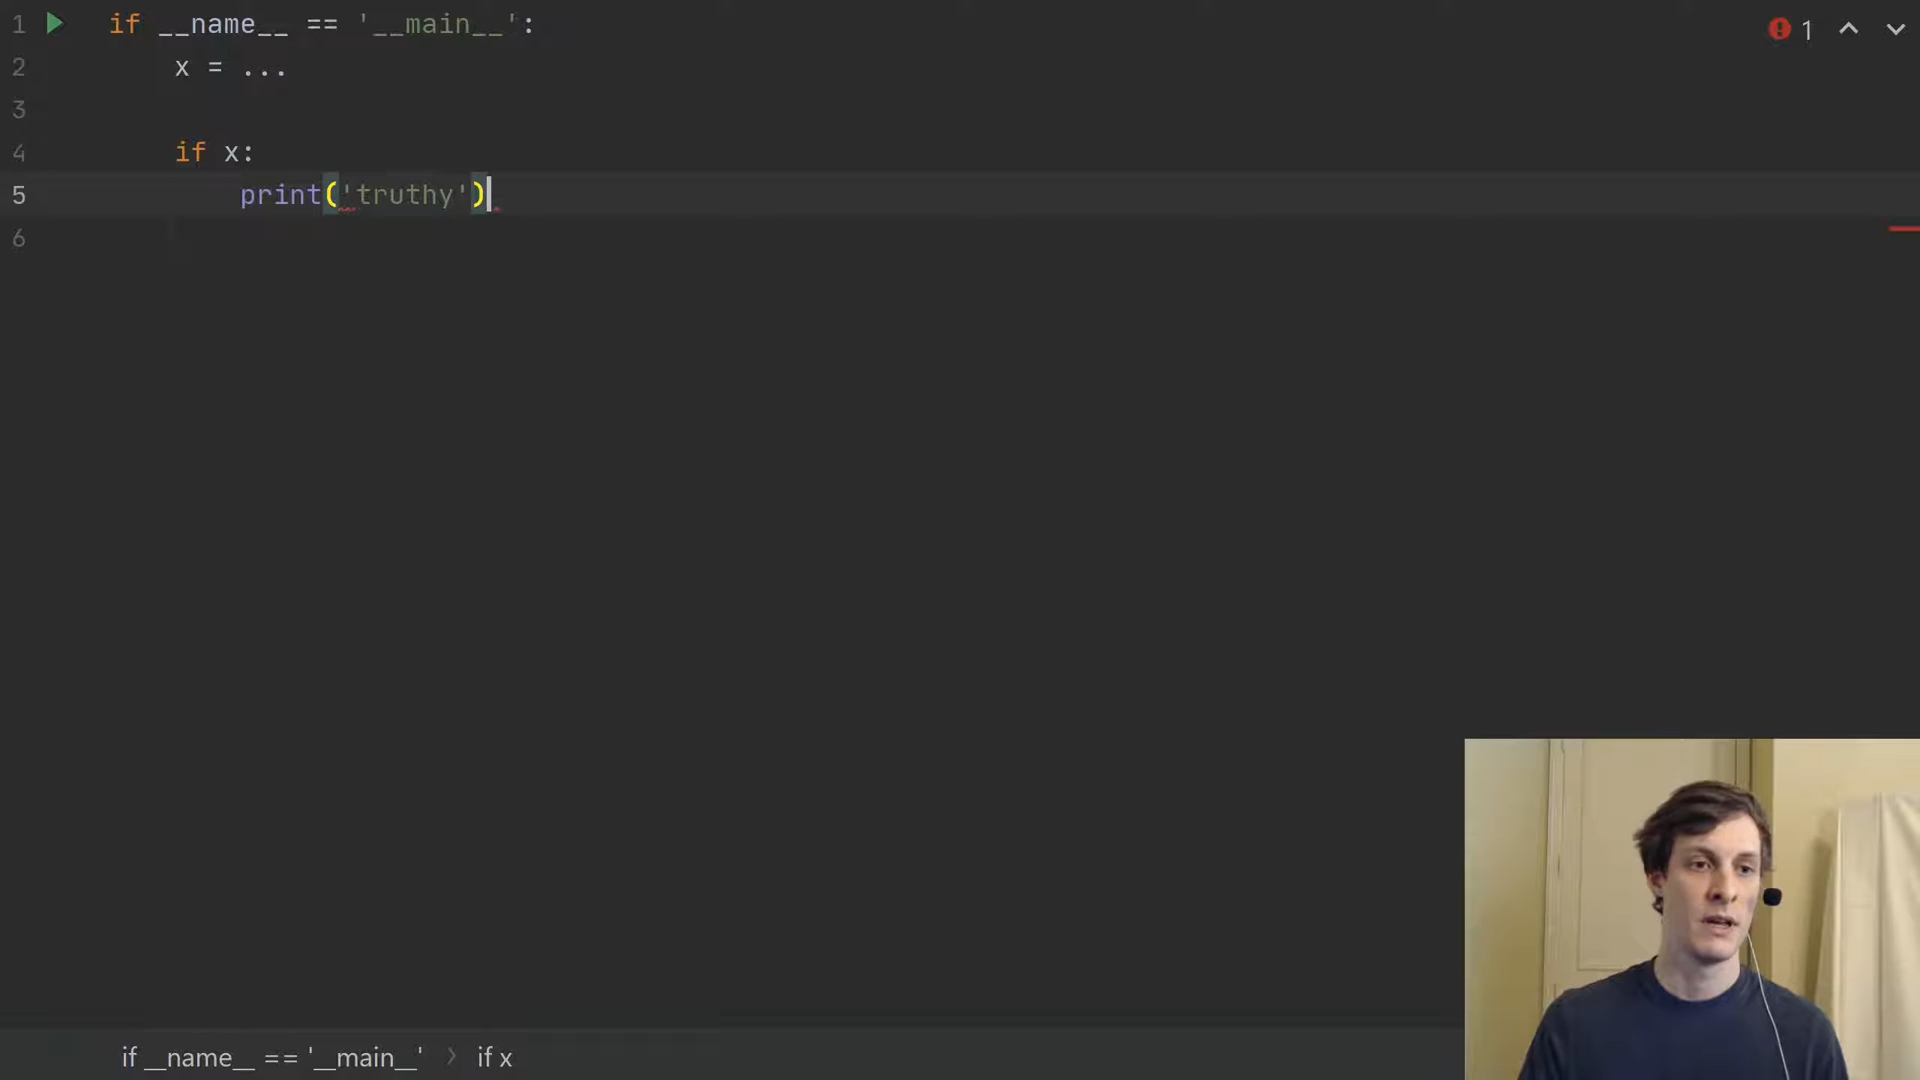 1 if __name__ == '__main__':
2 x = ...
3
4 if x:
5 print('truthy')
6
1
if __name__ == '__main__' > if x